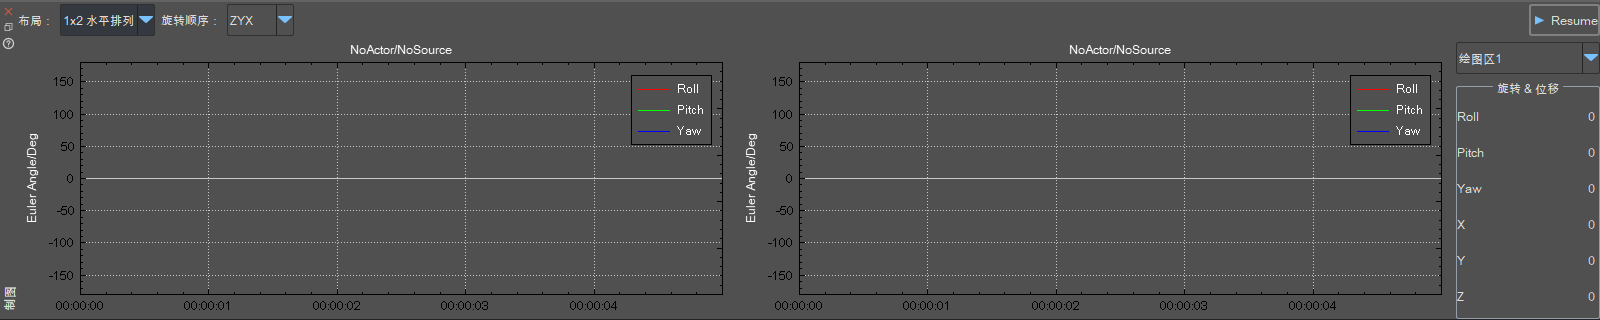 布局： 1x2 水平排列 旋转顺序： ZYX Resume
NoActor/NoSource
Euler Angle/Deg
150
100
50
0
-50
-100
-150
00:00:00 00:00:01 00:00:02 00:00:03 00:00:04
Roll
Pitch
Yaw
NoActor/NoSource
Euler Angle/Deg
150
100
50
0
-50
-100
-150
00:00:00 00:00:01 00:00:02 00:00:03 00:00:04
Roll
Pitch
Yaw
绘图区1
旋转 & 位移
Roll 0
Pitch 0
Yaw 0
X 0
Y 0
Z 0
制图